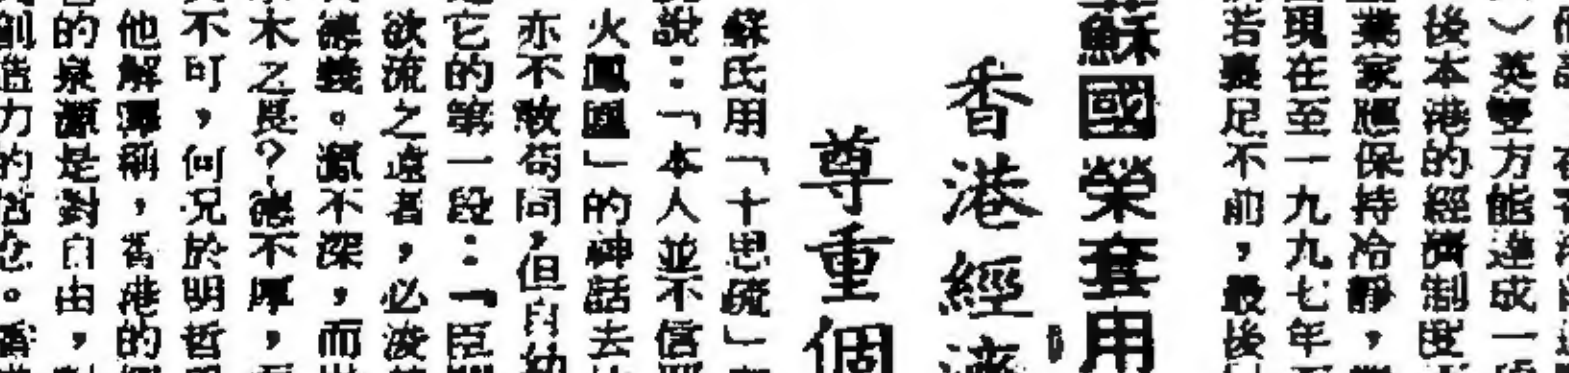 英雙方能達成一
後本港的經濟制度
業家應保持冷靜，
現在至一九九七年
若裹足不前，最後
蘇國榮套用
香港經濟
尊重個
蘇氏用「十思疏」
說：「本人並不信
火鳳凰」的神話去
亦不敢苟同，但自幼
它的第一段：「臣聞
欲流之遠者，必浚
德義。源不深，而
木之長？德不厚，
不可，何況於明哲
他解釋稱，香港的
的泉源是對自由，
創造力的信念。香